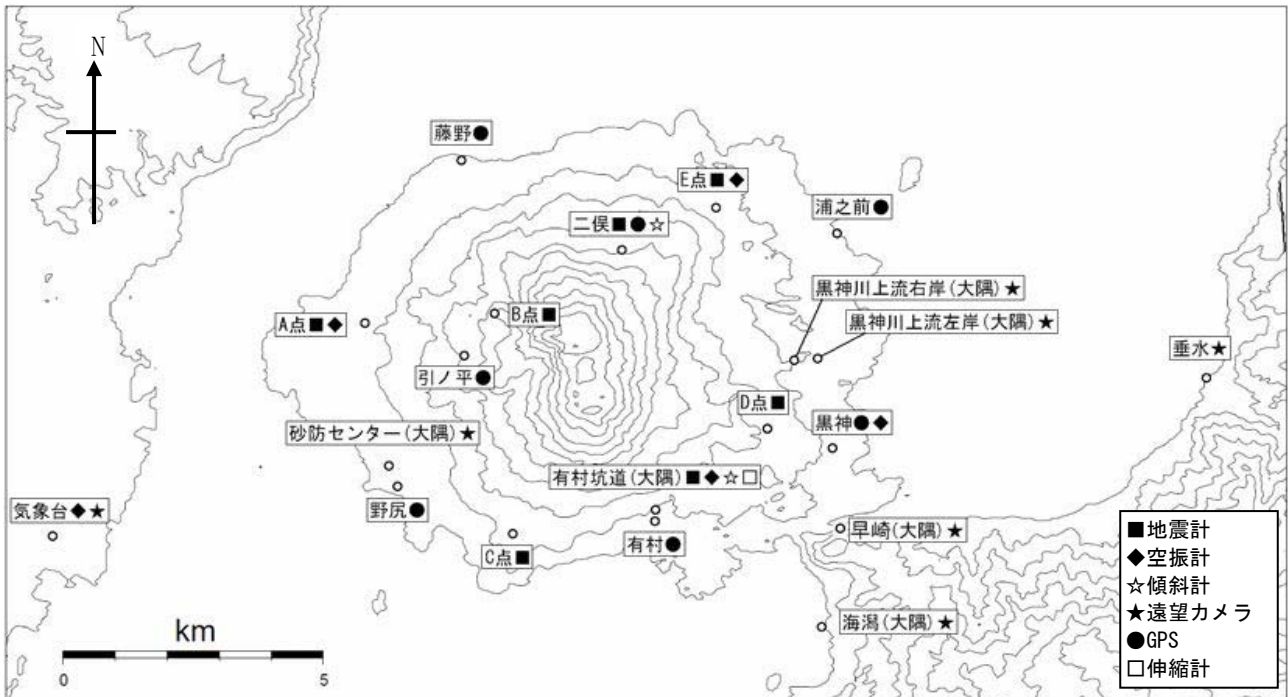 N
藤野●
E点■◆
浦之前●
二俣■●☆
黒神川上流右岸(大隅)★
B点■
A点■◆
黒神川上流左岸(大隅)★
垂水★
引ノ平●
D点■
砂防センター(大隅)★
黒神●◆
有村坑道(大隅)■◆☆□
気象台◆★
野尻●
早崎(大隅)★
有村●
C点■
海潟(大隅)★
km
0 5
■地震計
◆空振計
☆傾斜計
★遠望カメラ
●GPS
□伸縮計